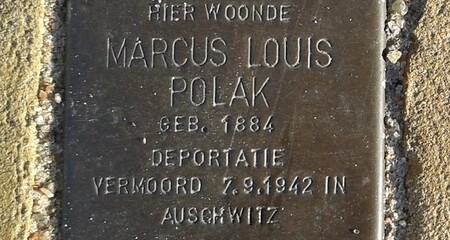 HIER WOONDE
MARCUS LOUIS
POLAK
GEB. 1884
DEPORTATIE
VERMOORD 7.9.1942 IN
AUSCHWITZ